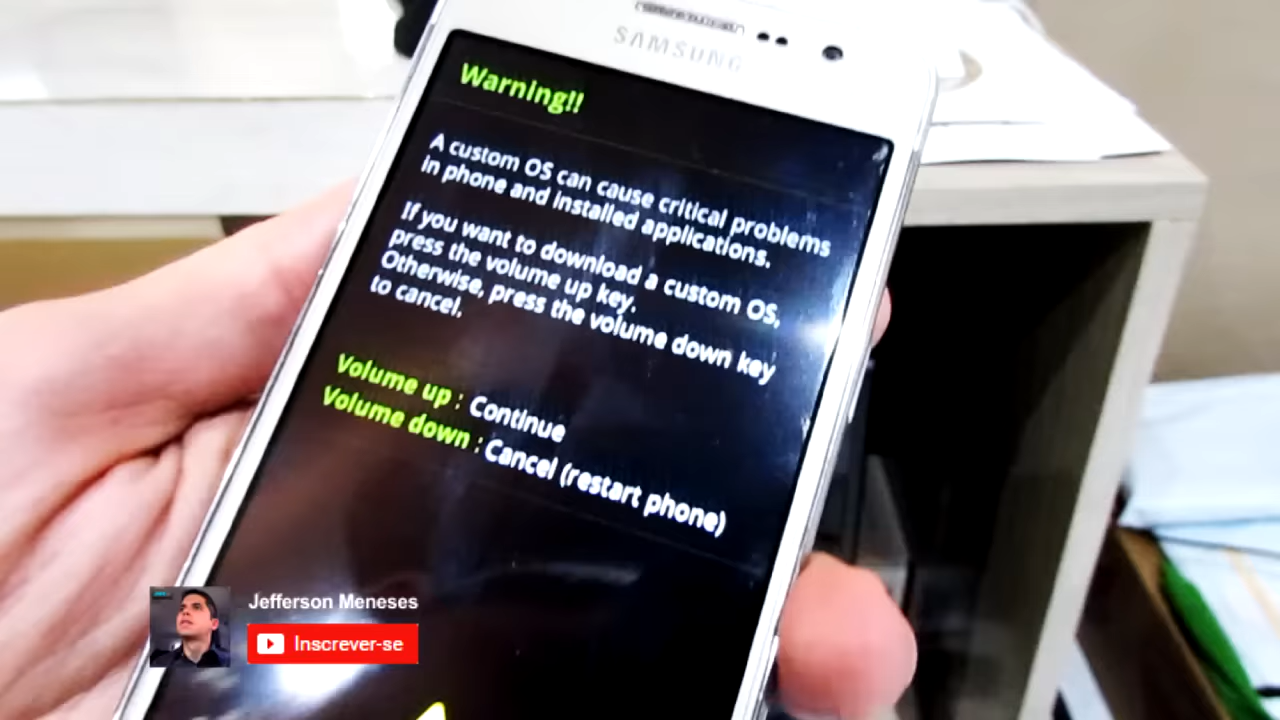 SAMSUNG
Warning!!
A custom OS can cause critical problems
in phone and installed applications.
If you want to download a custom OS,
press the volume up key.
Otherwise, press the volume down key
to cancel.
Volume up : Continue
Volume down : Cancel (restart phone)
Jefferson Meneses
Inscrever-se